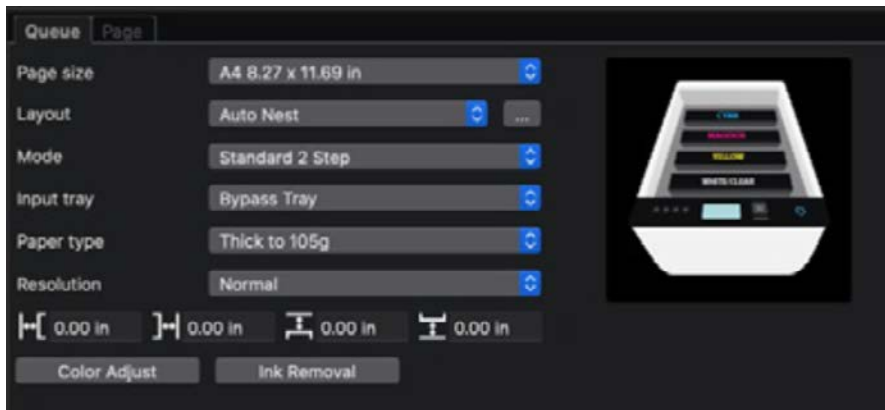 Queue Page
Page size A4 8.27 x 11.69 in
Layout Auto Nest ...
Mode Standard 2 Step
Input tray Bypass Tray
Paper type Thick to 105g
Resolution Normal
0.00 in 0.00 in 0.00 in 0.00 in
Color Adjust Ink Removal
CYAN
MAGENTA
YELLOW
WHITE/CLEAR